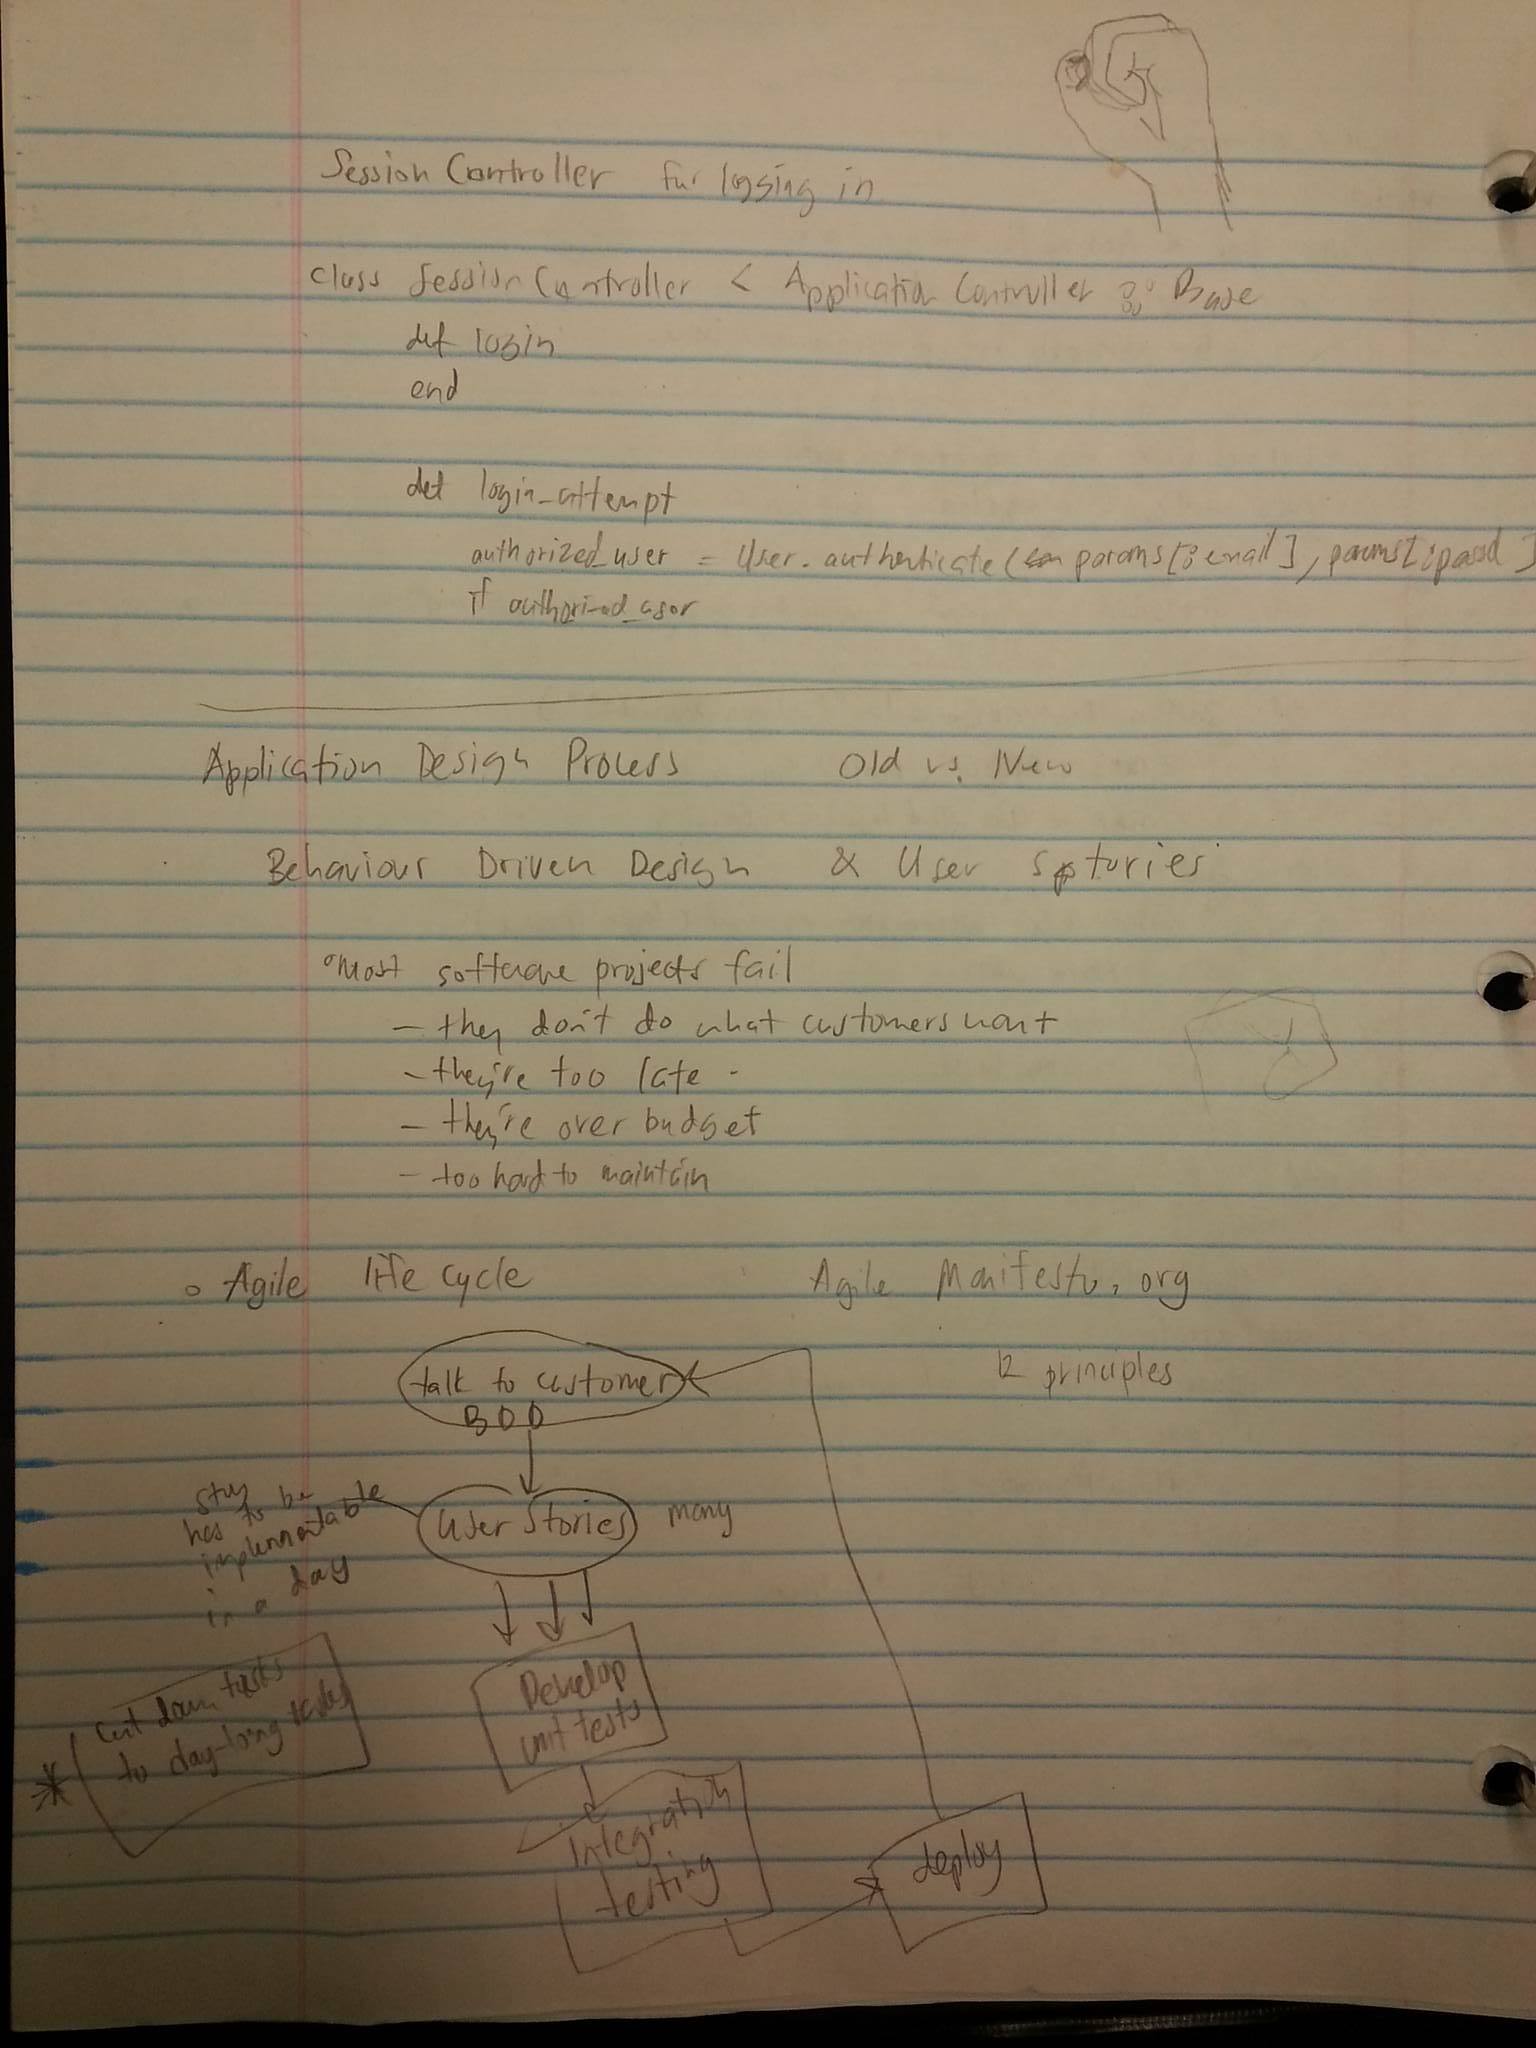 Session Controller for logging in
class Session Controller < Application Controller :: Base
def login
end
def login_attempt
authorized_user = User.authenticate (params[:email], params[:
if authorized_user
Application Design Process Old vs. New
Behaviour Driven Design & User stories
Most software projects fail
- they don't do what customers want
- they're too late
- they're over budget
- too hard to maintain
Agile life cycle Agile Manifesto.org
12 principles
talk to customer
BDD
story
has to be
implementable
in a day
User Stories many
Develop
unit tests
Cut down tasks
to day-long tasks
Integration
testing
deploy